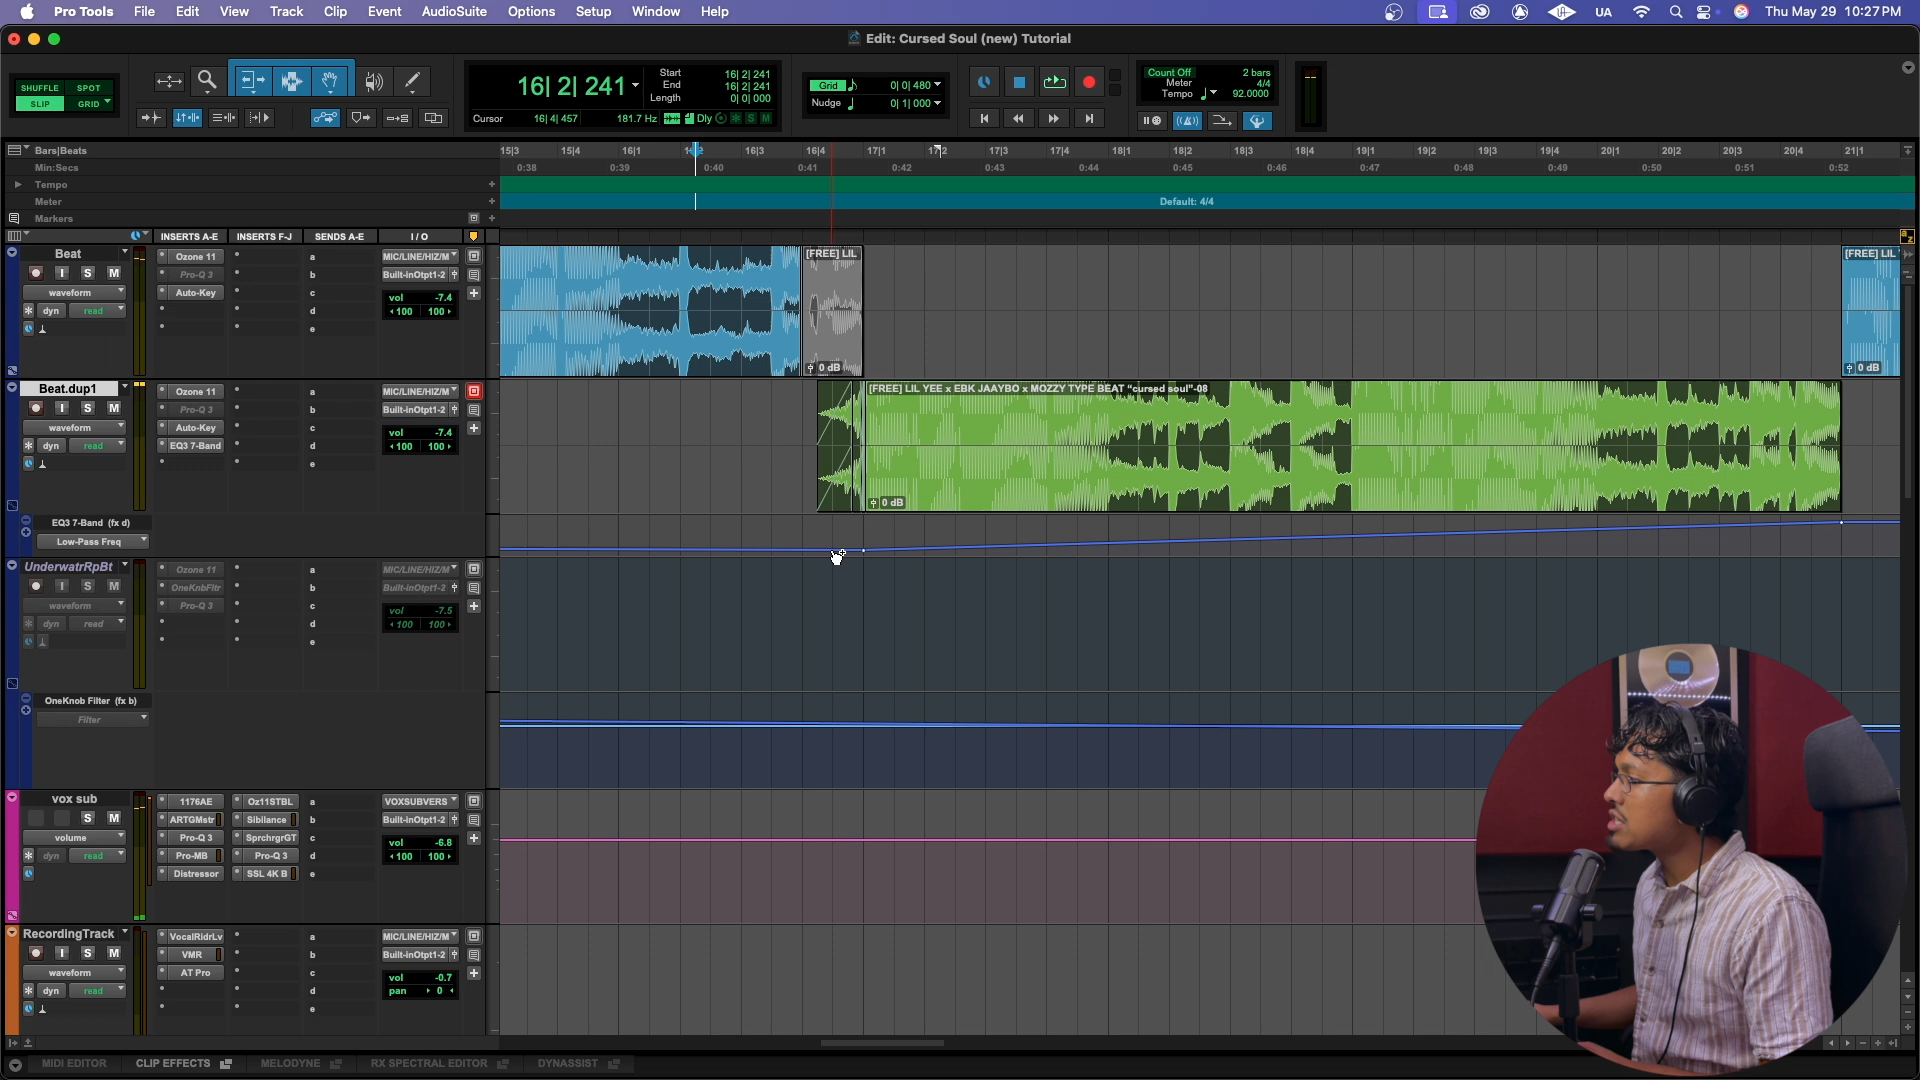 Pro Tools File Edit View Track Clip Event AudioSuite Options Setup Window Help UA Thu May 29 10:27 PM
Edit: Cursed Soul (new) Tutorial
SHUFFLE SPOT
SLIP GRID
16| 2| 241
Start 16| 2| 241
End 16| 2| 241
Length 0| 0| 000
Cursor 16| 4| 457 181.7 Hz Dly S M
Grid 0| 0| 480
Nudge 0| 1| 000
Count Off 2 bars
Meter 4/4
Tempo 92.0000
Bars|Beats 15|3 15|4 16|1 16|3 16|4 17|1 17|2 17|3 17|4 18|1 18|2 18|3 18|4 19|1 19|2 19|3 19|4 20|1 20|2 20|3 20|4 21|1
Min:Secs 0:38 0:39 0:40 0:41 0:42 0:43 0:44 0:45 0:46 0:47 0:48 0:49 0:50 0:51 0:52
Tempo
Meter Default: 4/4
Markers
INSERTS A-E INSERTS F-J SENDS A-E I / O
Beat Ozone 11 a MIC/LINE/HIZ/M [FREE] LIL [FREE] LIL
I S M Pro-Q 3 b Built-inOtpt1-2
waveform Auto-Key c vol -7.4
dyn read d 100 100
e 0 dB 0 dB
Beat.dup1 Ozone 11 a MIC/LINE/HIZ/M [FREE] LIL YEE x EBK JAAYBO x MOZZY TYPE BEAT "cursed soul"-08
I S M Pro-Q 3 b Built-inOtpt1-2
waveform Auto-Key c vol -7.4
dyn read EQ3 7-Band d 100 100
e 0 dB
EQ3 7-Band (fx d)
Low-Pass Freq
UnderwatrRpBt Ozone 11 a MIC/LINE/HIZ/M
I S M OneKnbFltr b Built-inOtpt1-2
waveform Pro-Q 3 c vol -7.5
dyn read d 100 100
e
OneKnob Filter (fx b)
Filter
vox sub 1176AE Oz11STBL a VOXSUBVERS
S M ARTGMstr Sibilance b Built-inOtpt1-2
volume Pro-Q 3 SprchrgrGT c vol -6.8
dyn read Pro-MB Pro-Q 3 d 100 100
Distressor SSL 4K B e
RecordingTrack VocalRidrLv a MIC/LINE/HIZ/M
I S M VMR b Built-inOtpt1-2
waveform AT Pro c vol -0.7
dyn read d pan 0
e
MIDI EDITOR CLIP EFFECTS MELODYNE RX SPECTRAL EDITOR DYNASSIST